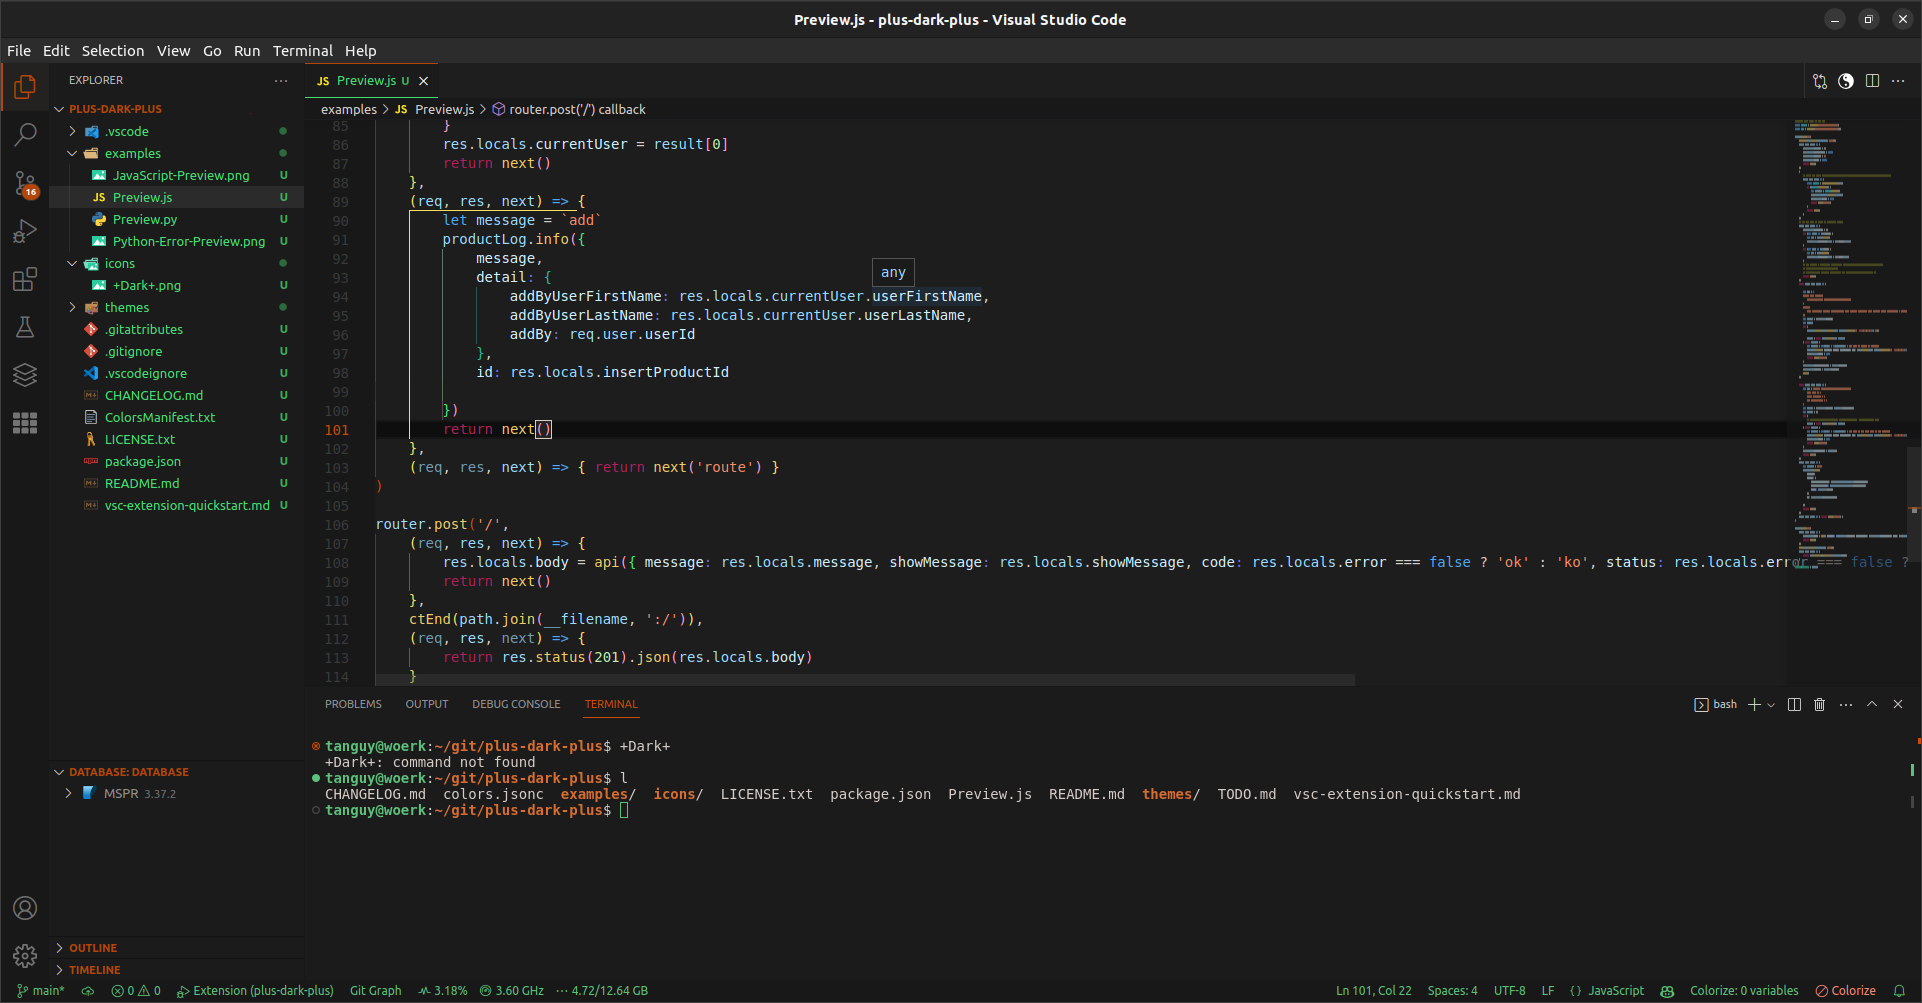 Preview.js - plus-dark-plus - Visual Studio Code
File Edit Selection View Go Run Terminal Help
EXPLORER
PLUS-DARK-PLUS
.vscode
examples
JavaScript-Preview.png U
JS Preview.js U
Preview.py U
Python-Error-Preview.png U
icons
+Dark+.png U
themes
.gitattributes U
.gitignore U
.vscodeignore U
CHANGELOG.md U
ColorsManifest.txt U
LICENSE.txt U
package.json U
README.md U
vsc-extension-quickstart.md U
16
DATABASE: DATABASE
MSPR 3.37.2
OUTLINE
TIMELINE
JS Preview.js U
examples > JS Preview.js > router.post('/') callback
85 }
86 res.locals.currentUser = result[0]
87 return next()
88 },
89 (req, res, next) => {
90 let message = `add`
91 productLog.info({
92 message,
93 detail: {
any
94 addByUserFirstName: res.locals.currentUser.userFirstName,
95 addByUserLastName: res.locals.currentUser.userLastName,
96 addBy: req.user.userId
97 },
98 id: res.locals.insertProductId
99
100 })
101 return next()
102 },
103 (req, res, next) => { return next('route') }
104 )
105
106 router.post('/',
107 (req, res, next) => {
108 res.locals.body = api({ message: res.locals.message, showMessage: res.locals.showMessage, code: res.locals.error === false ? 'ok' : 'ko', status: res.locals.error === false ?
109 return next()
110 },
111 ctEnd(path.join(__filename, ':/')),
112 (req, res, next) => {
113 return res.status(201).json(res.locals.body)
114 }
PROBLEMS OUTPUT DEBUG CONSOLE TERMINAL
bash
tanguy@woerk:~/git/plus-dark-plus$ +Dark+
+Dark+: command not found
tanguy@woerk:~/git/plus-dark-plus$ l
CHANGELOG.md colors.jsonc examples/ icons/ LICENSE.txt package.json Preview.js README.md themes/ TODO.md vsc-extension-quickstart.md
tanguy@woerk:~/git/plus-dark-plus$
main* 0 0 Extension (plus-dark-plus) Git Graph 3.18% 3.60 GHz 4.72/12.64 GB Ln 101, Col 22 Spaces: 4 UTF-8 LF {} JavaScript Colorize: 0 variables Colorize